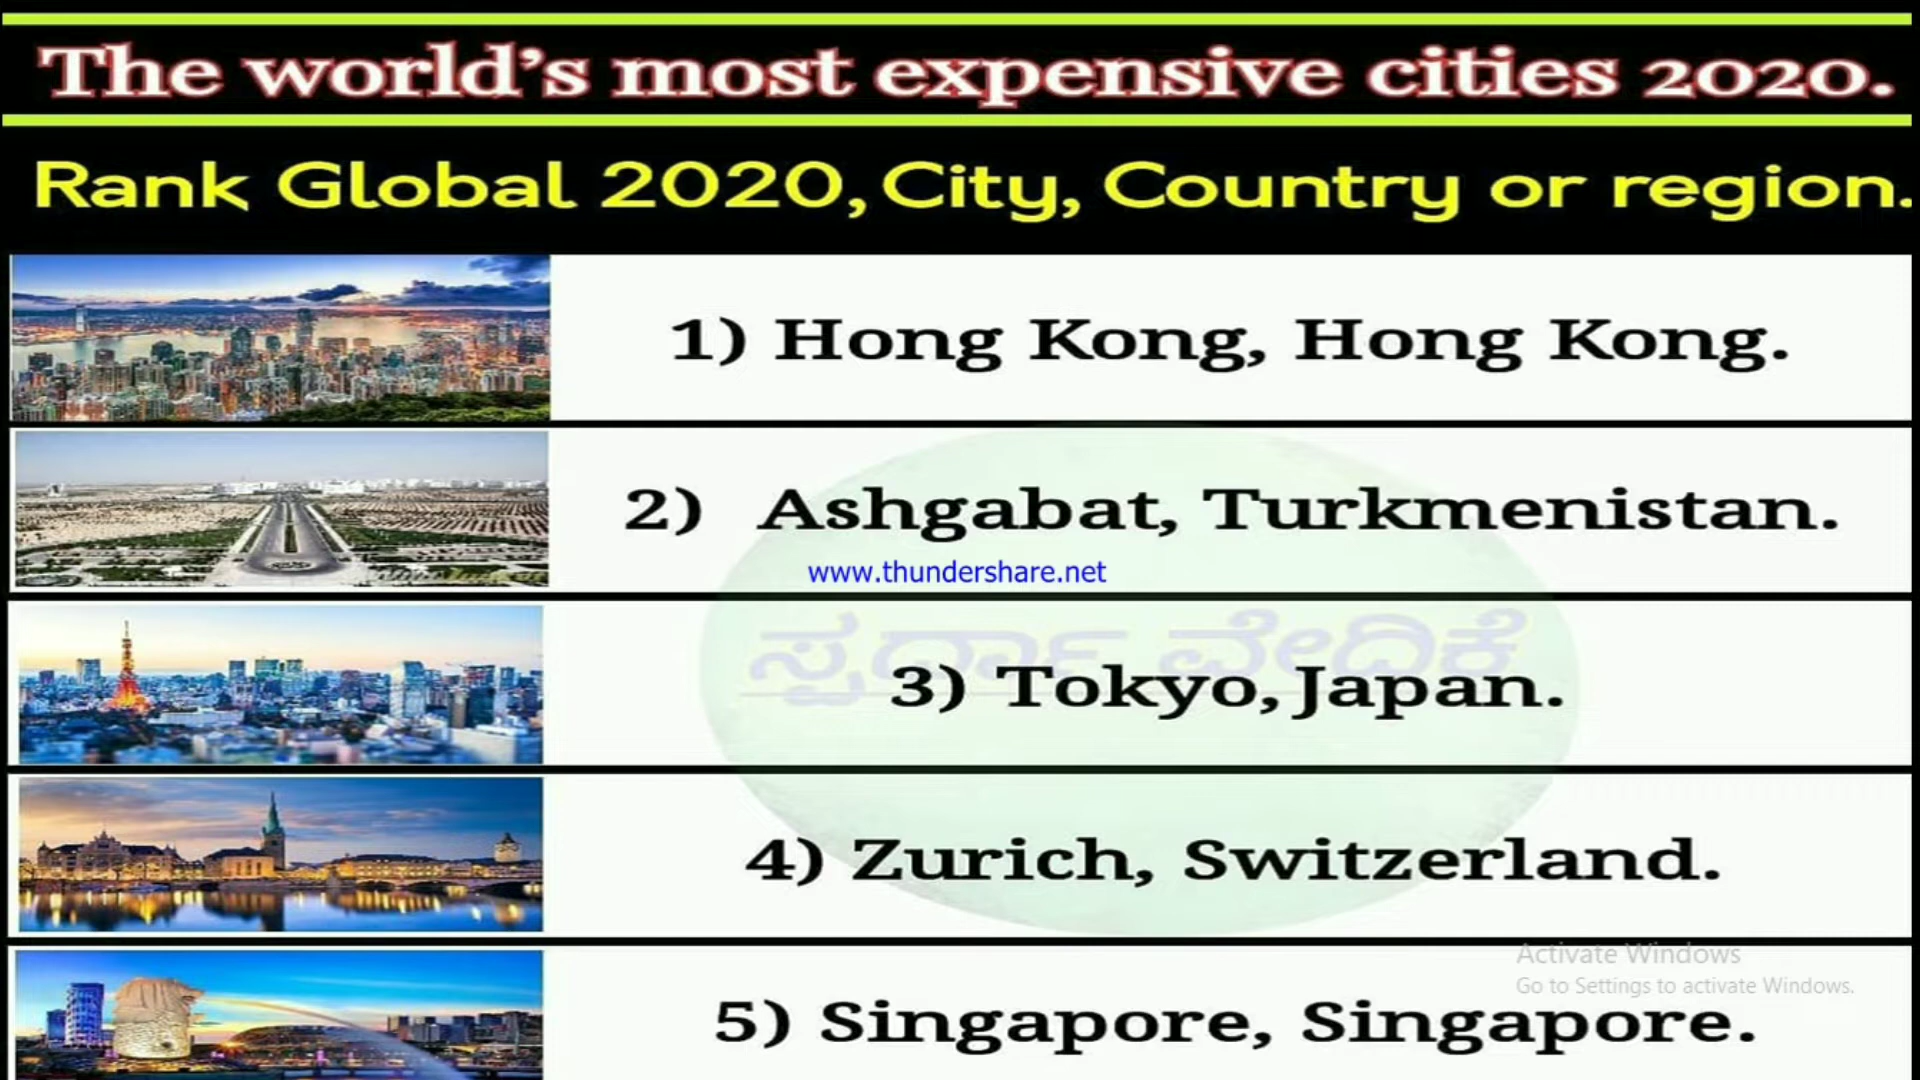 The world's most expensive cities 2020.
Rank Global 2020, City, Country or region.
1) Hong Kong, Hong Kong.
2) Ashgabat, Turkmenistan.
www.thundershare.net
ಸ್ಪರ್ಧಾ ವೇದಿಕೆ
3) Tokyo, Japan.
4) Zurich, Switzerland.
Activate Windows
Go to Settings to activate Windows.
5) Singapore, Singapore.